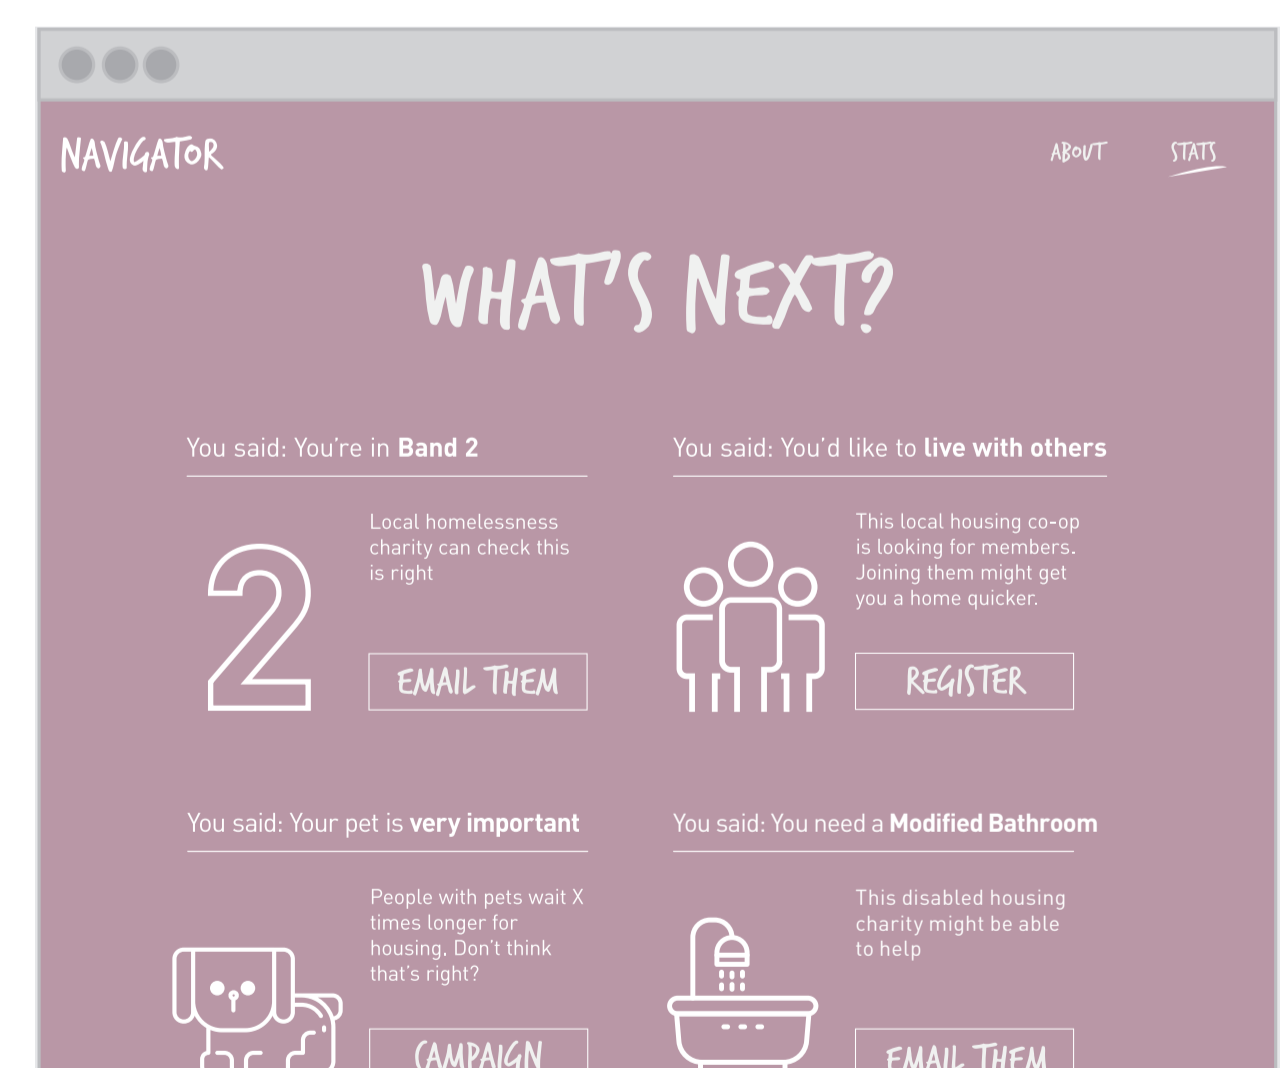 NAVIGATOR
ABOUT
STATS
WHAT'S NEXT?
You said: You're in Band 2
2
Local homelessness
charity can check this
is right
EMAIL THEM
You said: You'd like to live with others
This local housing co-op
is looking for members.
Joining them might get
you a home quicker.
REGISTER
You said: Your pet is very important
People with pets wait X
times longer for
housing. Don't think
that's right?
CAMPAIGN
You said: You need a Modified Bathroom
This disabled housing
charity might be able
to help
EMAIL THEM